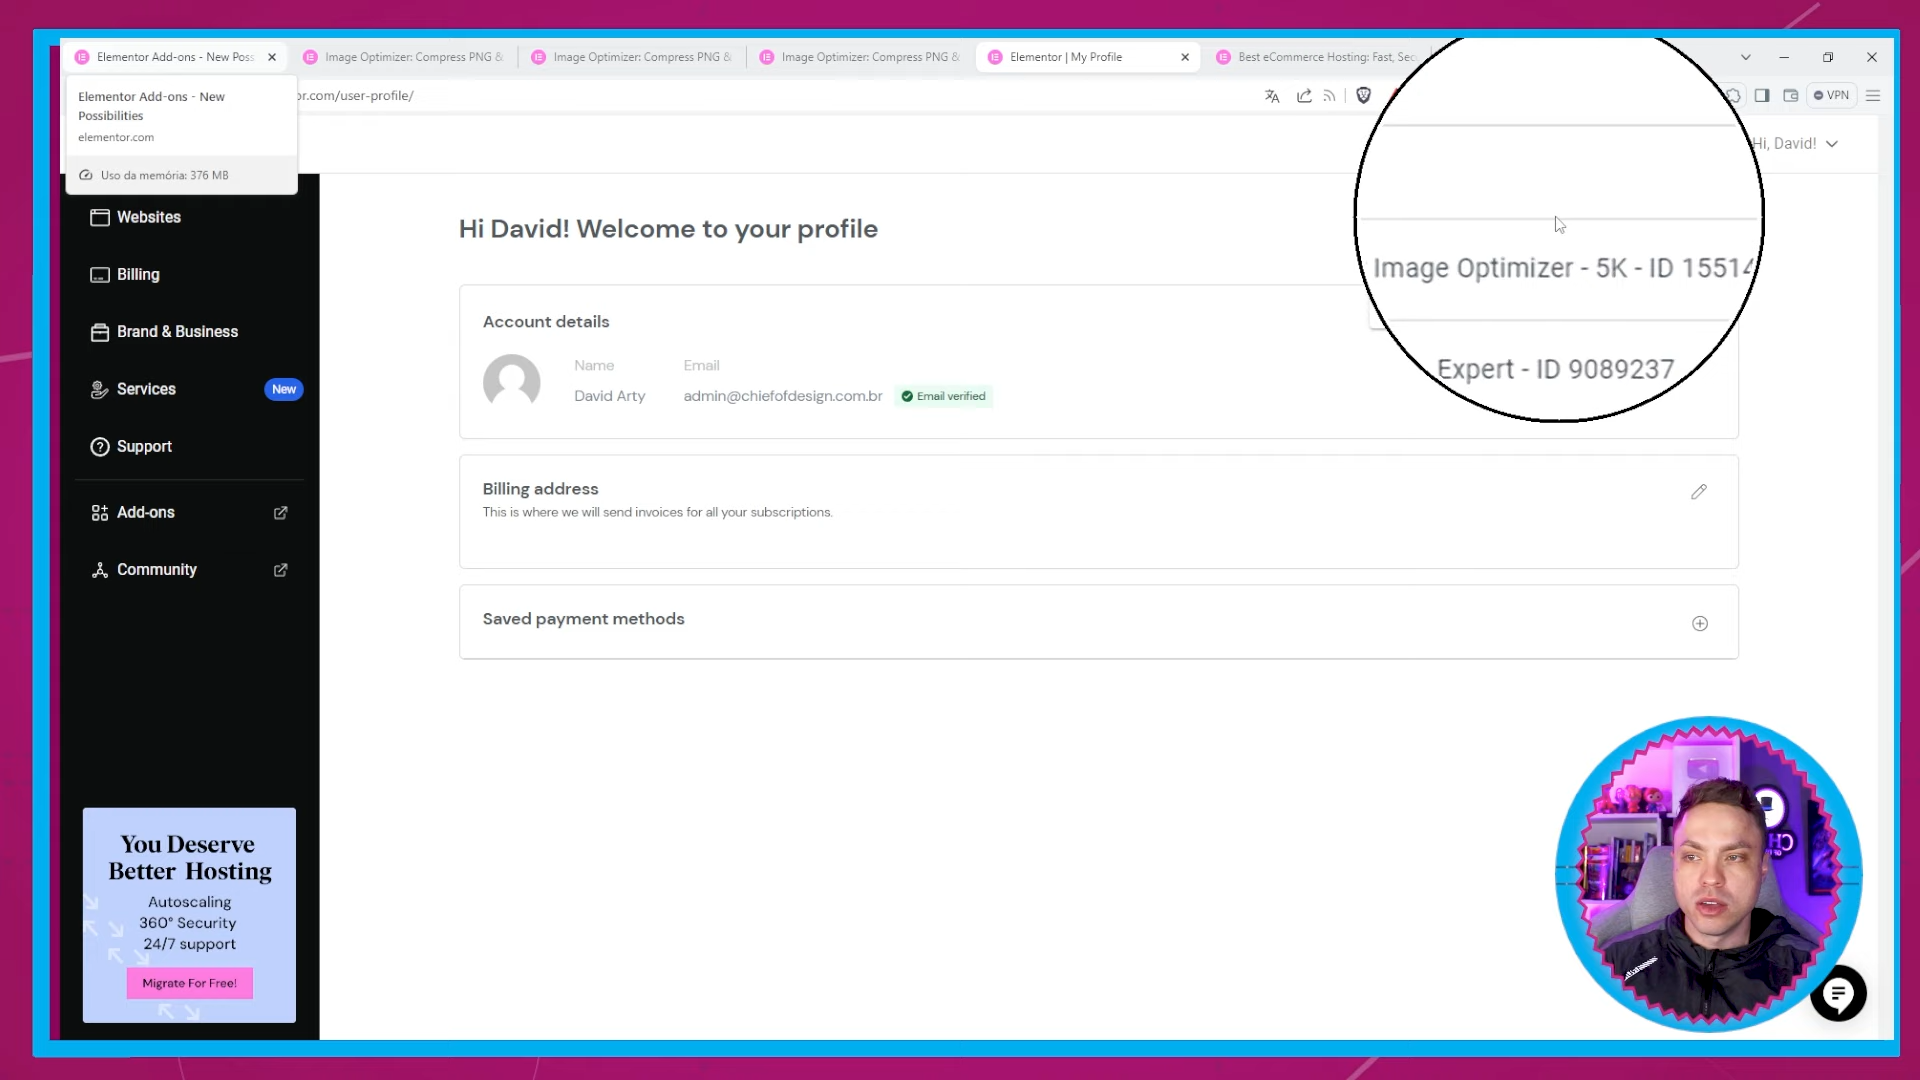 Elementor Add-ons - New Poss
Image Optimizer: Compress PNG &
Image Optimizer: Compress PNG &
Image Optimizer: Compress PNG &
Elementor | My Profile
Best eCommerce Hosting: Fast, Sec
Elementor Add-ons - New
Possibilities
elementor.com
Uso da memória: 376 MB
or.com/user-profile/
VPN
Hi, David!
Websites
Billing
Brand & Business
Services
New
Support
Add-ons
Community
You Deserve
Better Hosting
Autoscaling
360° Security
24/7 support
Migrate For Free!
Hi David! Welcome to your profile
Account details
Name
Email
David Arty
admin@chiefofdesign.com.br
Email verified
Billing address
This is where we will send invoices for all your subscriptions.
Saved payment methods
Image Optimizer - 5K - ID 15514
Expert - ID 9089237